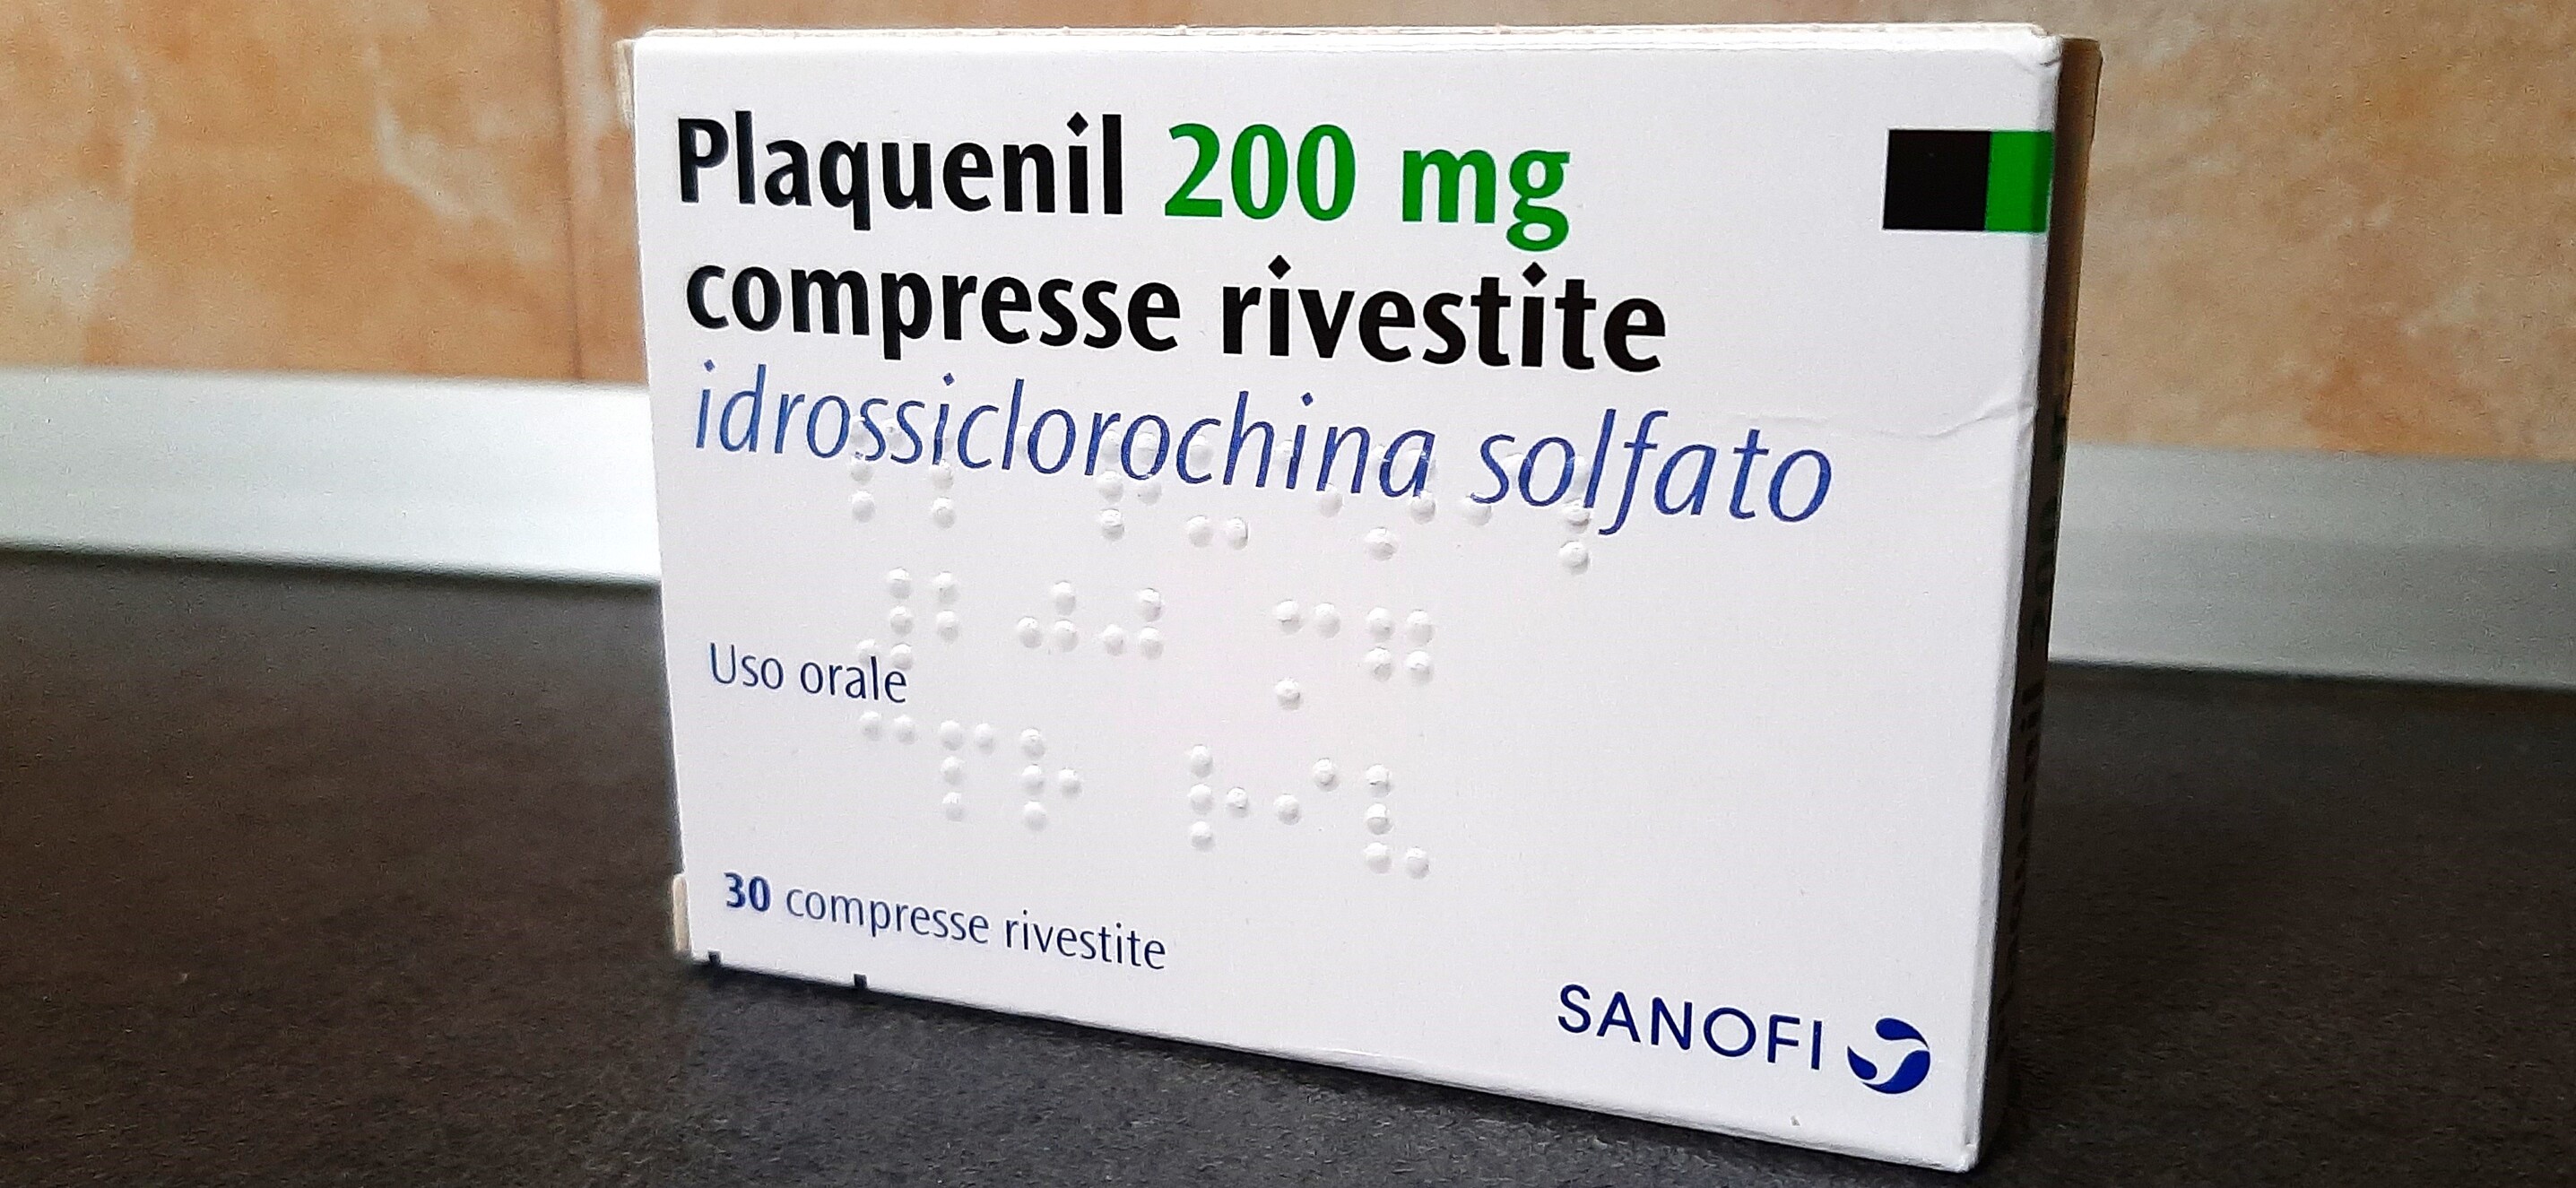 Plaquenil 200 mg
compresse rivestite
idrossiclorochina solfato
Uso orale
30 compresse rivestite
SANOFI